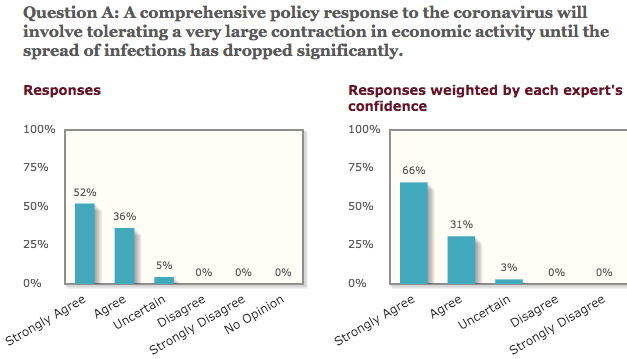 Question A: A comprehensive policy response to the coronavirus will
involve tolerating a very large contraction in economic activity until the
spread of infections has dropped significantly.
Responses
100%
75%
50%
25%
0%
52%
36%
5%
0%
0%
0%
Strongly Agree
Agree
Uncertain
Disagree
Strongly Disagree
No Opinion
Responses weighted by each expert's
confidence
100%
75%
50%
25%
0%
66%
31%
3%
0%
0%
Strongly Agree
Agree
Uncertain
Disagree
Strongly Disagree